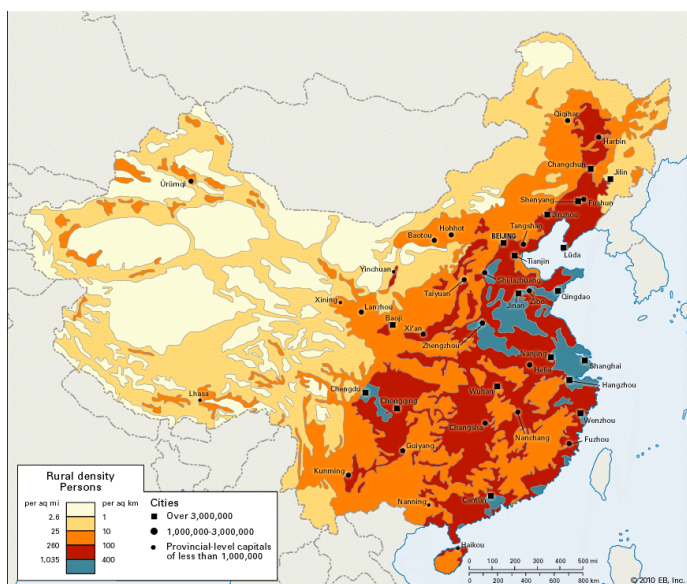 Qiqihar
Harbin
Changchun
Jilin
Ürümqi
Shenyang
Fushun
Jinzhou
Hohhot
Tangshan
Baotou
BEIJING
Lüda
Tianjin
Yinchuan
Shijiazhuang
Taiyuan
Xining
Zibo
Qingdao
Lanzhou
Jinan
Baoji
Xi'an
Zhengzhou
Nanjing
Shanghai
Hefei
Hangzhou
Chengdu
Wuhan
Lhasa
Chongqing
Wenzhou
Changsha
Nanchang
Fuzhou
Guiyang
Kunming
Canton
Nanning
Haikou
Rural density
Persons
per aq mi
per aq km
2.6
1
25
10
260
100
1,035
400
Cities
Over 3,000,000
1,000,000-3,000,000
Provincial-level capitals
of less than 1,000,000
0 100 200 300 400 500 mi
0 200 400 600 800 km
© 2010 EB, Inc.